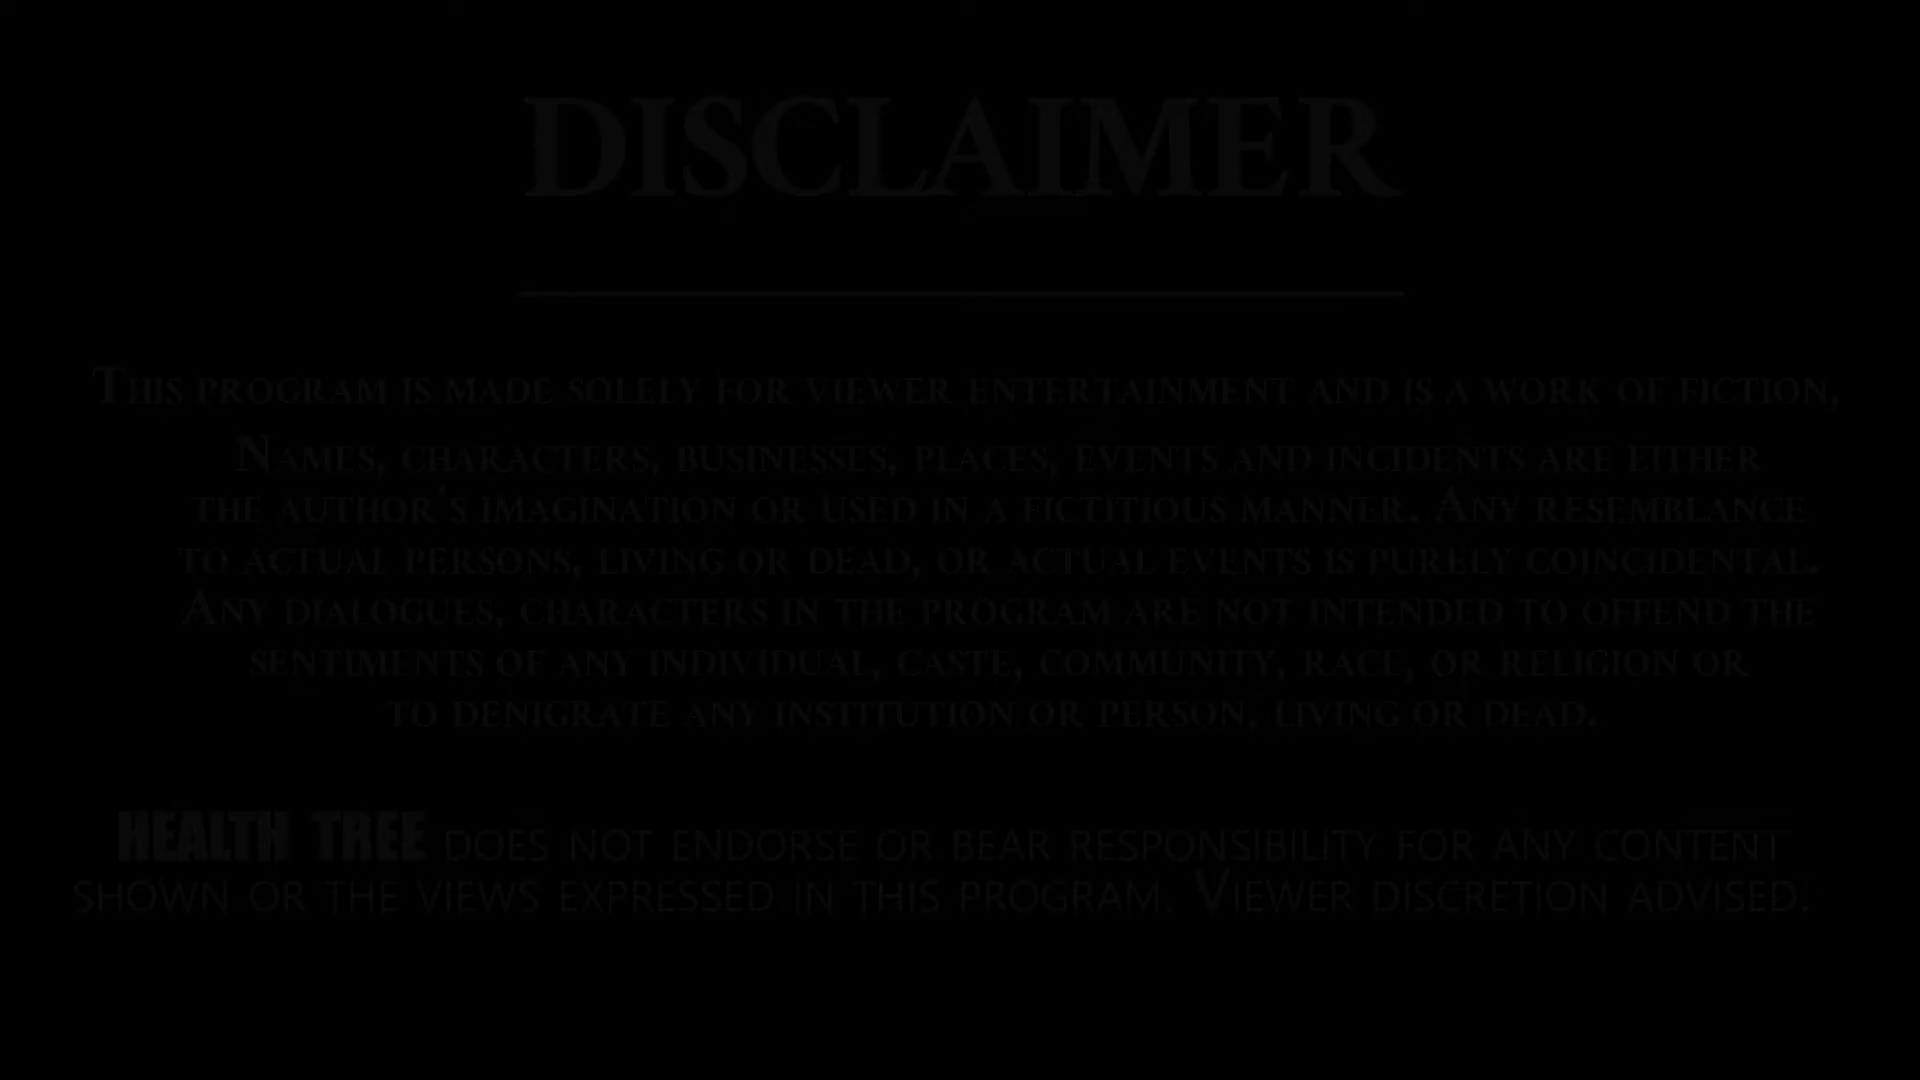 DISCLAIMER
THIS PROGRAM IS MADE SOLELY FOR VIEWER ENTERTAINMENT AND IS A WORK OF FICTION,
NAMES, CHARACTERS, BUSINESSES, PLACES, EVENTS AND INCIDENTS ARE EITHER
THE AUTHOR'S IMAGINATION OR USED IN A FICTITIOUS MANNER. ANY RESEMBLANCE
TO ACTUAL PERSONS, LIVING OR DEAD, OR ACTUAL EVENTS IS PURELY COINCIDENTAL.
ANY DIALOGUES, CHARACTERS IN THE PROGRAM ARE NOT INTENDED TO OFFEND THE
SENTIMENTS OF ANY INDIVIDUAL, CASTE, COMMUNITY, RACE, OR RELIGION OR
TO DENIGRATE ANY INSTITUTION OR PERSON, LIVING OR DEAD.
HEALTH TREE DOES NOT ENDORSE OR BEAR RESPONSIBILITY FOR ANY CONTENT
SHOWN OR THE VIEWS EXPRESSED IN THIS PROGRAM. VIEWER DISCRETION ADVISED.